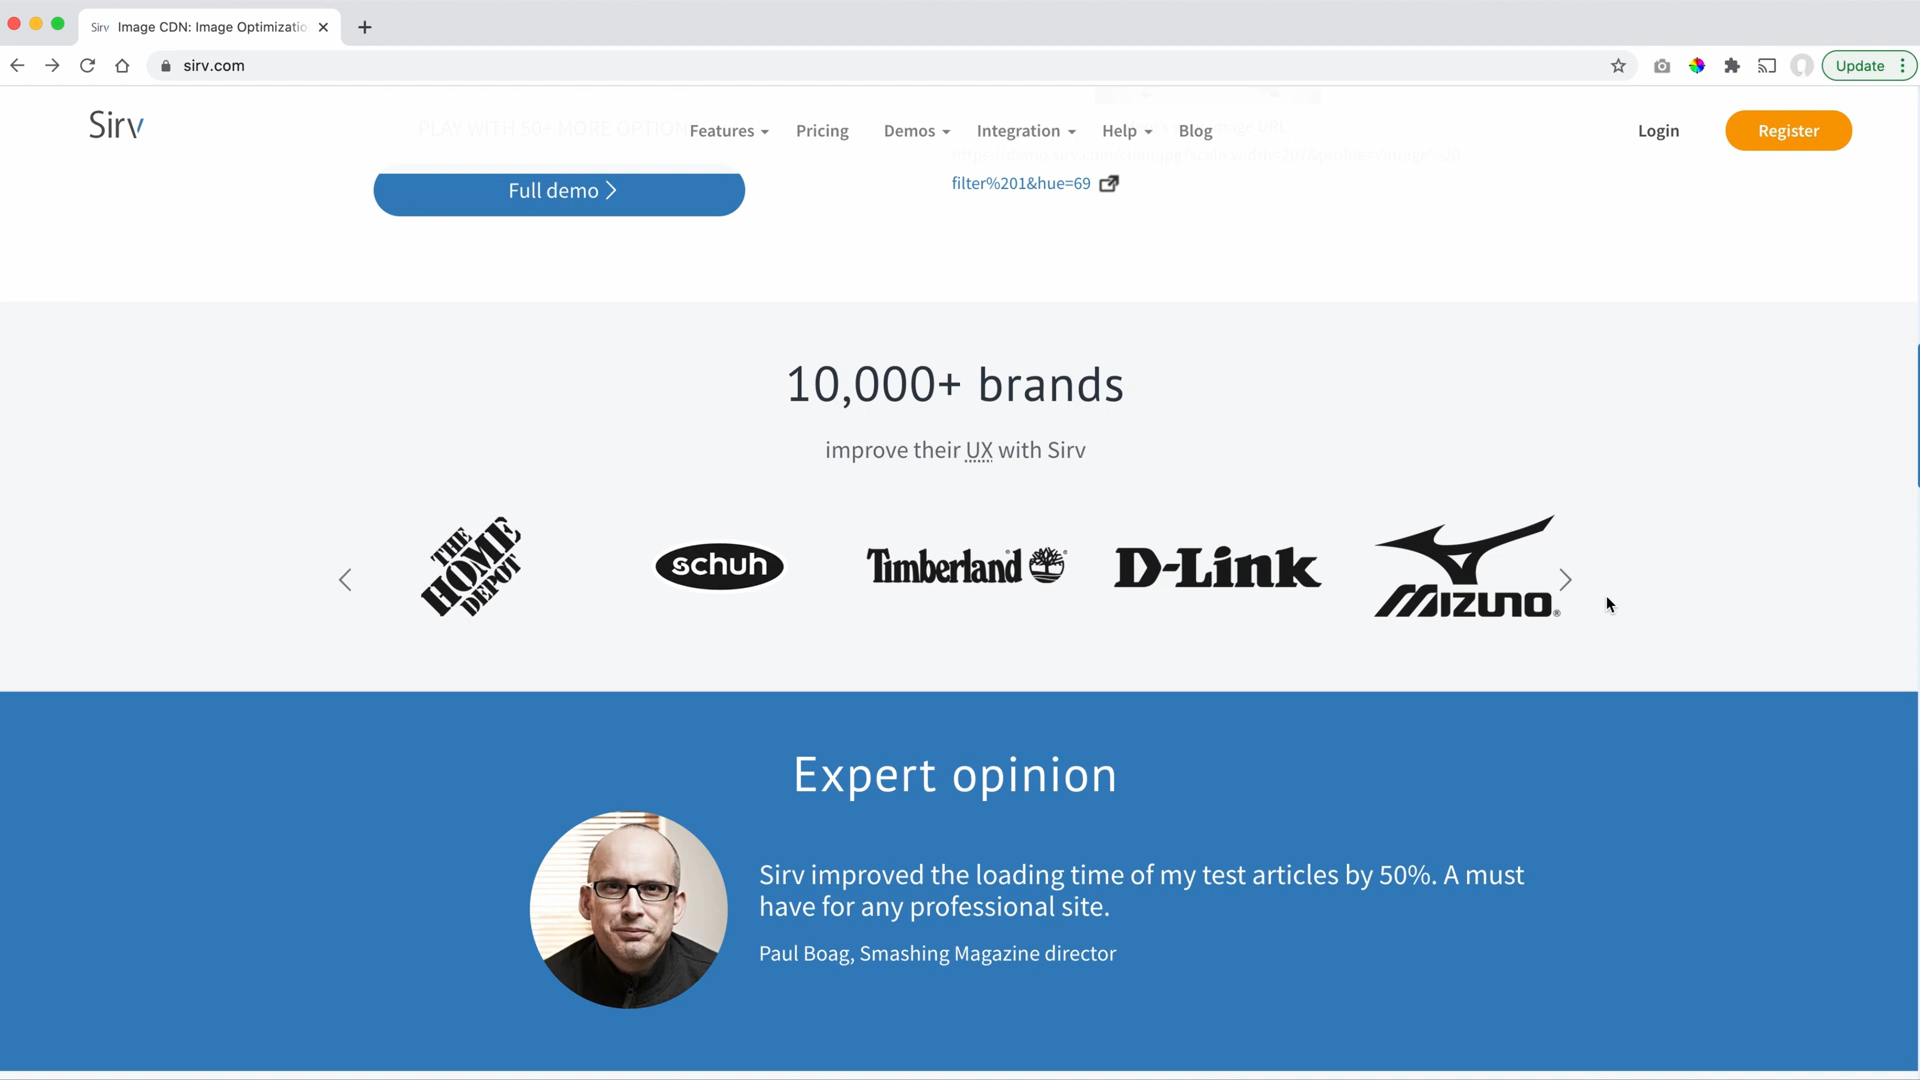 Sirv Image CDN: Image Optimizatio
sirv.com
Update
Sirv
PLAY WITH 50+ MORE OPTION
Features
Pricing
Demos
Integration
Help
Blog
Login
Register
image URL
Full demo
filter%201&hue=69
10,000+ brands
improve their UX with Sirv
THE HOME DEPOT
schuh
Timberland
D-Link
MIZUNO
Expert opinion
Sirv improved the loading time of my test articles by 50%. A must
have for any professional site.
Paul Boag, Smashing Magazine director